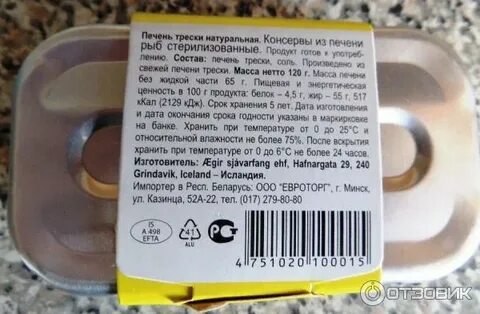 Печень трески натуральная. Консервы из печени
рыб стерилизованные. Продукт готов к употреб-
лению. Состав: печень трески, соль. Произведено из
свежей печени трески. Масса нетто 120 г. Масса печени
без жидкой части 65 г. Пищевая и энергетическая
ценность в 100 г продукта: белок – 4,5 г, жир – 55 г, 517
кКал (2129 кДж). Срок хранения 5 лет. Дата изготовления
и дата окончания срока годности указаны в маркировке
на банке. Хранить при температуре от 0 до 25°С и
относительной влажности не более 75%. После вскрытия
хранить при температуре от 0 до 6°С не более 24 часов.
Изготовитель: Ægir sjávarfang ehf, Hafnargata 29, 240
Grindavik, Iceland – Исландия.
Импортер в Респ. Беларусь: ООО "ЕВРОТОРГ", г. Минск,
ул. Казинца, 52А-22, тел. (017) 279-80-80
IS
A 498
EFTA
41
ALU
РСТ
4 751020 100015
ОТЗОВИК